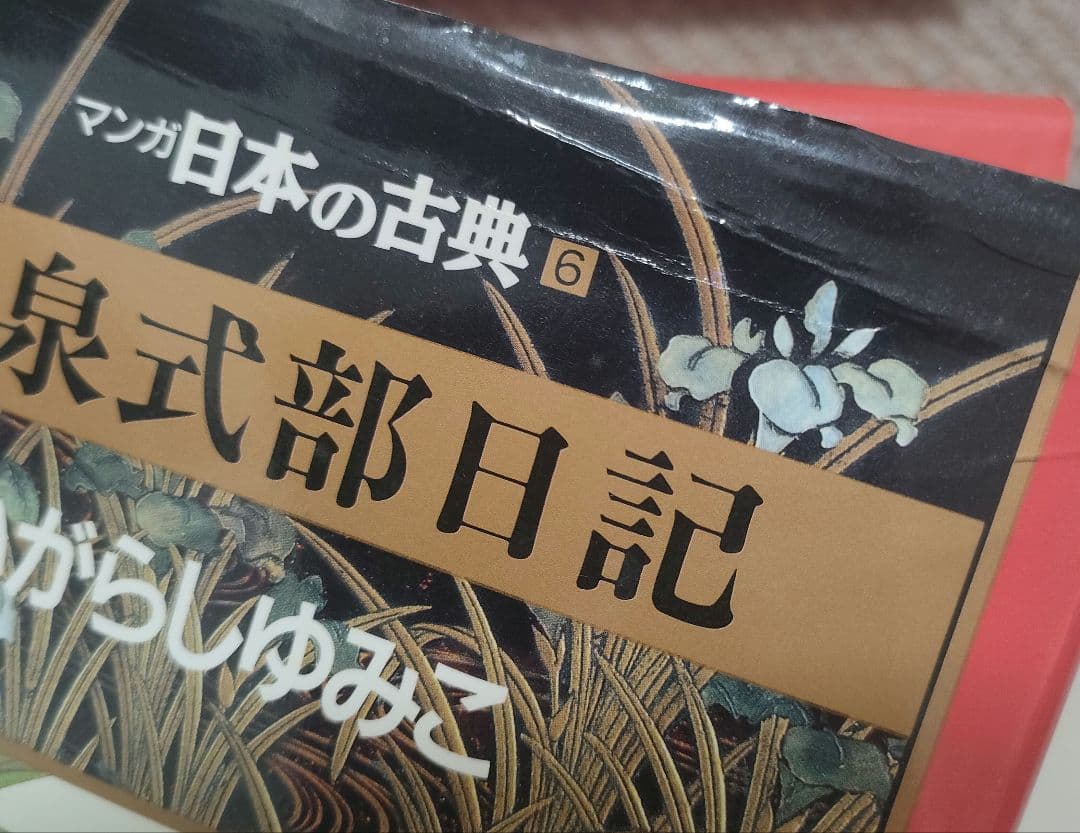 マンガ日本の古典6
泉式部日記
がらしゆみこ